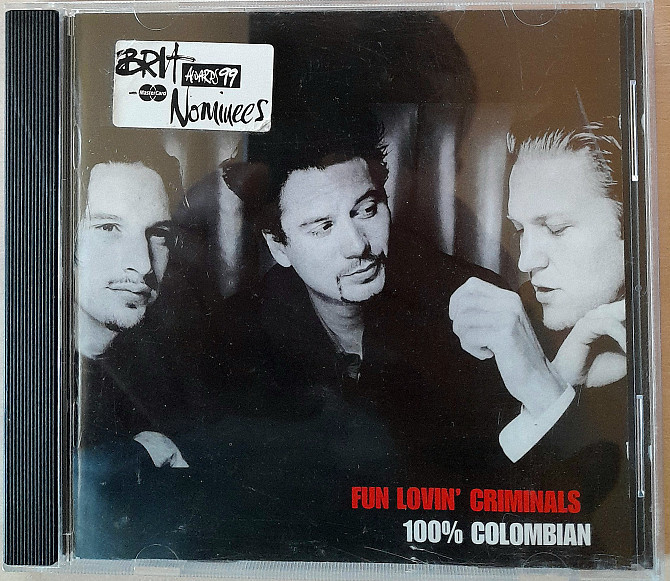 BRIT AWARDS 99
MasterCard
Nominees
FUN LOVIN' CRIMINALS
100% COLOMBIAN